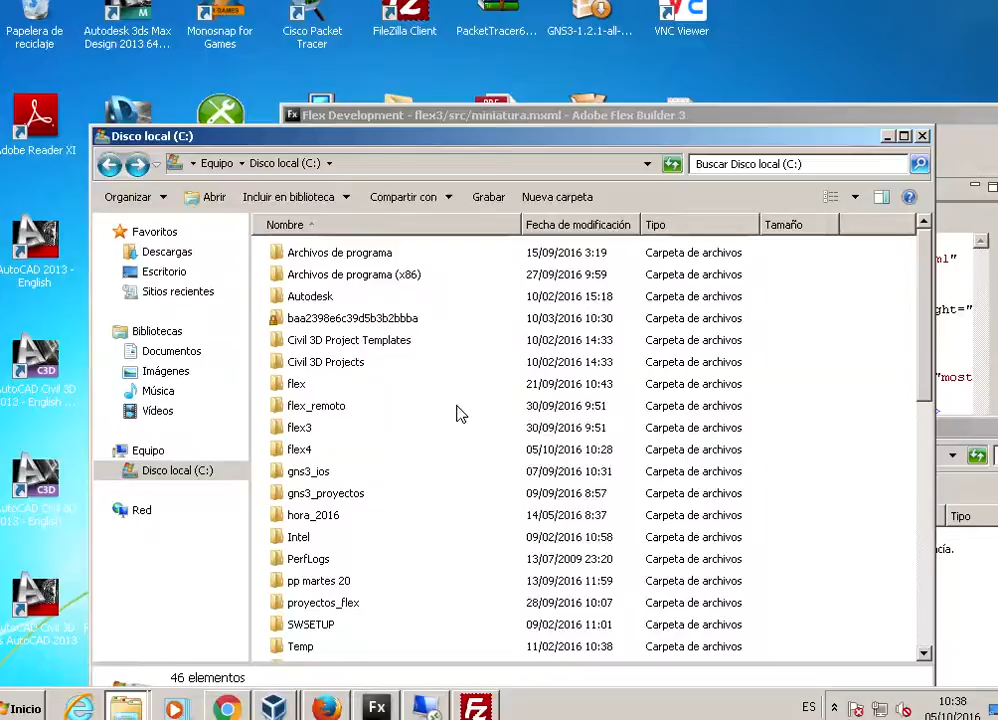 Papelera de reciclaje
Autodesk 3ds Max Design 2013 64...
Monosnap for Games
Cisco Packet Tracer
FileZilla Client
PacketTracer6...
GNS3-1.2.1-all-...
VNC Viewer
Adobe Reader XI
Flex Development - flex3/src/miniatura.mxml - Adobe Flex Builder 3
Disco local (C:)
Equipo
Disco local (C:)
Buscar Disco local (C:)
Organizar
Abrir
Incluir en biblioteca
Compartir con
Grabar
Nueva carpeta
Favoritos
Descargas
Escritorio
Sitios recientes
Bibliotecas
Documentos
Imágenes
Música
Vídeos
Equipo
Disco local (C:)
Red
Nombre Fecha de modificación Tipo Tamaño
Archivos de programa 15/09/2016 3:19 Carpeta de archivos
Archivos de programa (x86) 27/09/2016 9:59 Carpeta de archivos
Autodesk 10/02/2016 15:18 Carpeta de archivos
baa2398e6c39d5b3b2bbba 10/03/2016 10:30 Carpeta de archivos
Civil 3D Project Templates 10/02/2016 14:33 Carpeta de archivos
Civil 3D Projects 10/02/2016 14:33 Carpeta de archivos
flex 21/09/2016 10:43 Carpeta de archivos
flex_remoto 30/09/2016 9:51 Carpeta de archivos
flex3 30/09/2016 9:51 Carpeta de archivos
flex4 05/10/2016 10:28 Carpeta de archivos
gns3_ios 07/09/2016 10:31 Carpeta de archivos
gns3_proyectos 09/09/2016 8:57 Carpeta de archivos
hora_2016 14/05/2016 8:37 Carpeta de archivos
Intel 09/02/2016 10:58 Carpeta de archivos
PerfLogs 13/07/2009 23:20 Carpeta de archivos
pp martes 20 13/09/2016 11:59 Carpeta de archivos
proyectos_flex 28/09/2016 10:07 Carpeta de archivos
SWSETUP 09/02/2016 11:01 Carpeta de archivos
Temp 11/02/2016 10:38 Carpeta de archivos
46 elementos
AutoCAD 2013 - English
AutoCAD Civil 3D 2013 - English ...
ml"
ght="
"most
>
Tipo
cía.
Inicio
ES
10:38
05/10/2016